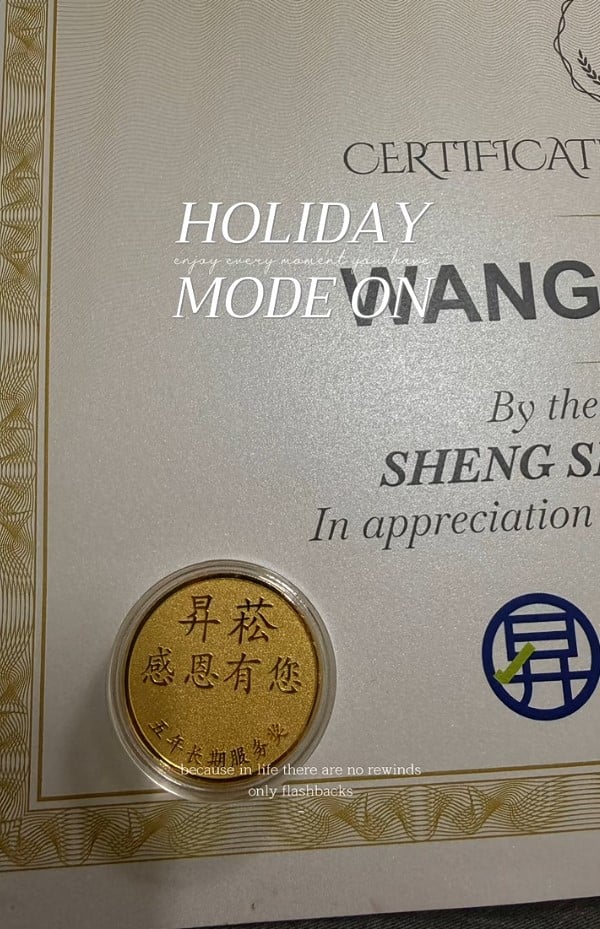 CERTIFICAT
HOLIDAY
enjoy every moment you have
MODE ON
WANG
By the
SHENG S
In appreciation
昇菘
感恩有您
五年长期服务奖
昇
because in life there are no rewinds
only flashbacks